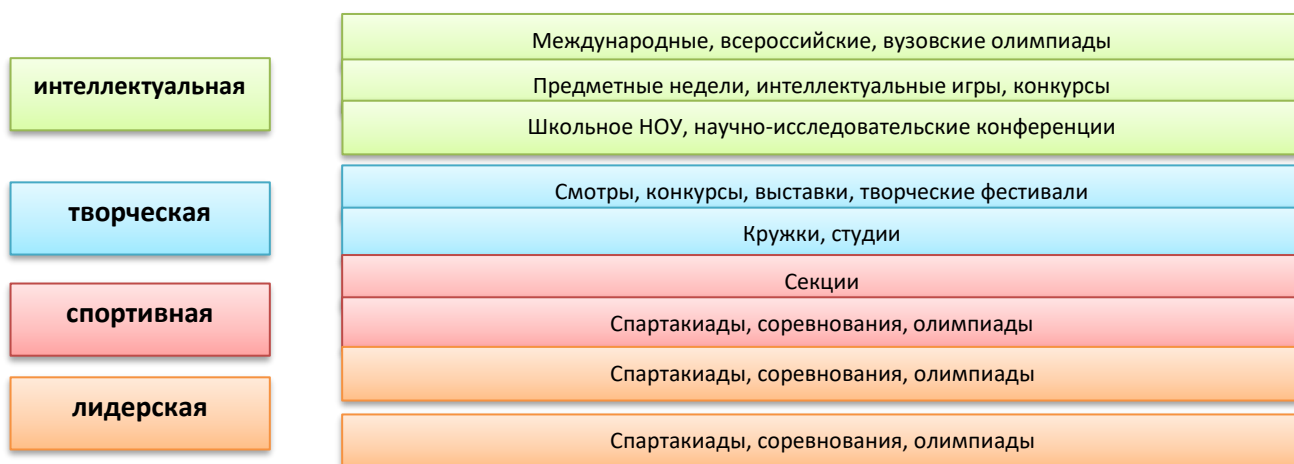 интеллектуальная
Международные, всероссийские, вузовские олимпиады
Предметные недели, интеллектуальные игры, конкурсы
Школьное НОУ, научно-исследовательские конференции
творческая
Смотры, конкурсы, выставки, творческие фестивали
Кружки, студии
спортивная
Секции
Спартакиады, соревнования, олимпиады
лидерская
Спартакиады, соревнования, олимпиады
Спартакиады, соревнования, олимпиады